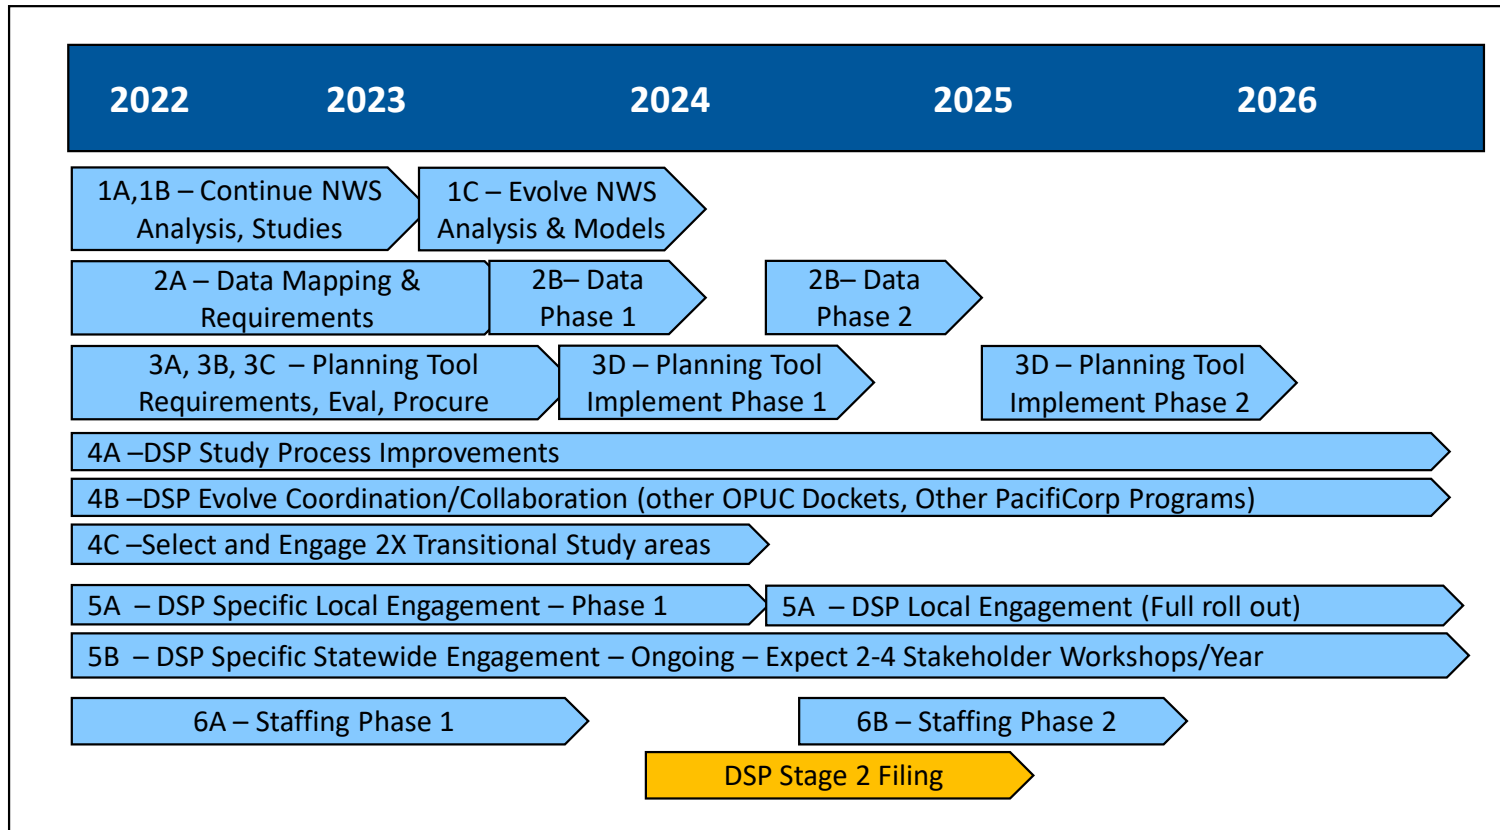 2022 2023 2024 2025 2026
1A,1B – Continue NWS
Analysis, Studies
1C – Evolve NWS
Analysis & Models
2A – Data Mapping &
Requirements
2B– Data
Phase 1
2B– Data
Phase 2
3A, 3B, 3C – Planning Tool
Requirements, Eval, Procure
3D – Planning Tool
Implement Phase 1
3D – Planning Tool
Implement Phase 2
4A –DSP Study Process Improvements
4B –DSP Evolve Coordination/Collaboration (other OPUC Dockets, Other PacifiCorp Programs)
4C –Select and Engage 2X Transitional Study areas
5A – DSP Specific Local Engagement – Phase 1
5A – DSP Local Engagement (Full roll out)
5B – DSP Specific Statewide Engagement – Ongoing – Expect 2-4 Stakeholder Workshops/Year
6A – Staffing Phase 1
6B – Staffing Phase 2
DSP Stage 2 Filing